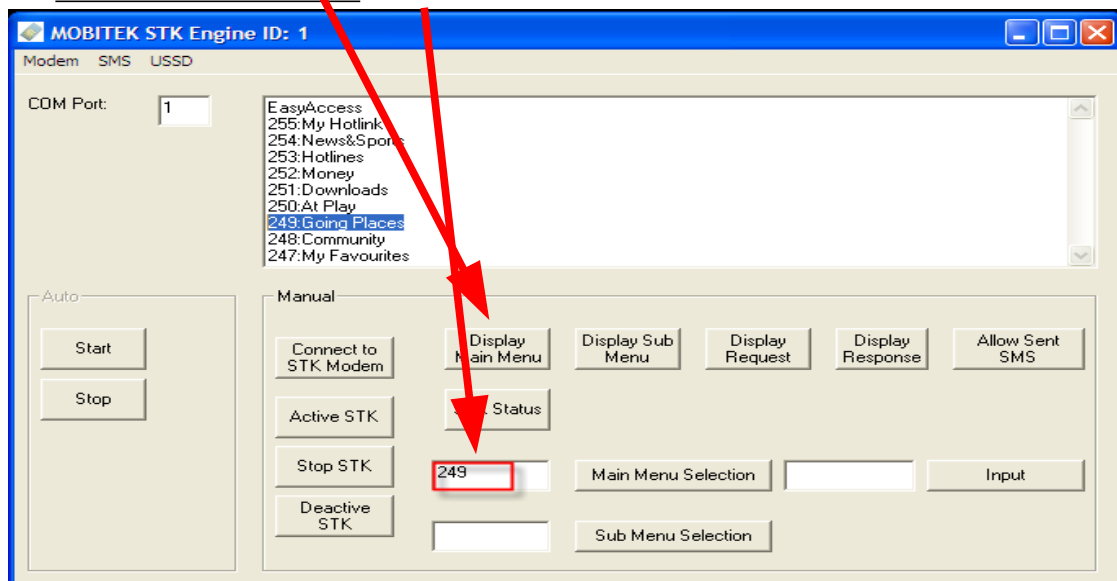 MOBITEK STK Engine ID: 1
Modem SMS USSD
COM Port: 1
EasyAccess
255:My Hotlink
254:News&Sports
253:Hotlines
252:Money
251:Downloads
250:At Play
249:Going Places
248:Community
247:My Favourites
Auto
Start
Stop
Manual
Connect to
STK Modem
Display
Main Menu
Display Sub
Menu
Display
Request
Display
Response
Allow Sent
SMS
Active STK
Status
Stop STK
249
Main Menu Selection
Input
Deactive
STK
Sub Menu Selection